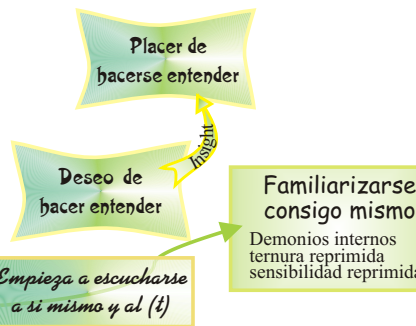 Placer de
hacerse entender
Insight
Deseo de
hacer entender
Familiarizarse
consigo mismo
Demonios internos
ternura reprimida
sensibilidad reprimida
Empieza a escucharse
a si mismo y al (t)